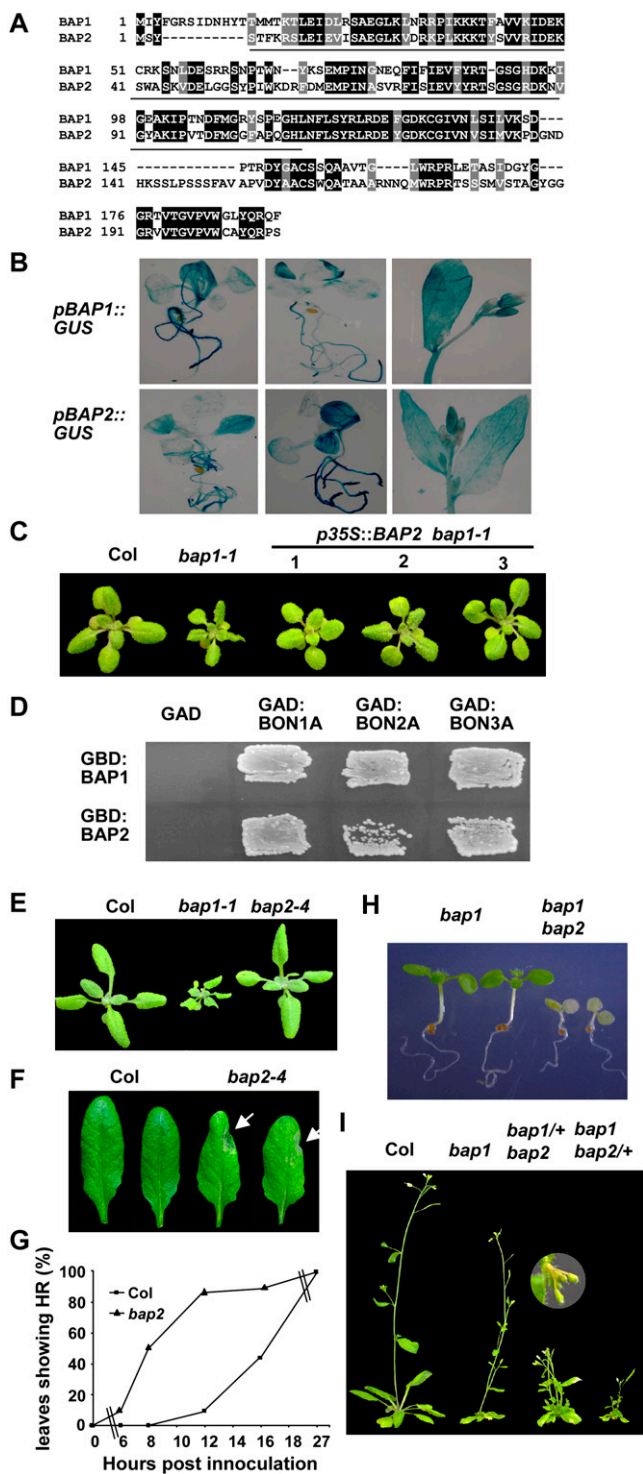 A
BAP1 1 MIYFGRSIDNHYTTMMTKTLEIDLRSAEGLKLNRRPIKKKTFAVVKIDEK
BAP2 1 MSY----------STFKRSLEIEVISAEGLKVDRKPLKKKTYSVVRIDEK
BAP1 51 CRKSNLDESRRSNPTWN--YKSEMPINGNEQFIFIEVFYRTGSGHDKKI
BAP2 41 SWASKVDELGGSYPIWKDRFDMEMPINASVRFISIEVYYRTSGSGRDKNV
BAP1 98 GEAKIPTNDFMGRYSPEGHLNFLSYRLRDEFGDKCGIVNLSILVKSD---
BAP2 91 GYAKIPVTDFMGGFAPQGHLNFLSYRLRDEYGDKCGIVNVSIMVKPDGND
BAP1 145 ----------PTRDYGACSSQAAVTG----LWRPRLETASIDGYG---
BAP2 141 HKSSLPSSSFAVAPVDYAACSWQATAAARNNQMWRPRTSSSMVSTAGYGG
BAP1 176 GRTVTGVPVWGLYQRQF
BAP2 191 GRVVTGVPVWCAYQRPS
B
pBAP1::
GUS
pBAP2::
GUS
C
Col bap1-1 p35S::BAP2 bap1-1
1 2 3
D
GAD GAD:BON1A GAD:BON2A GAD:BON3A
GBD:
BAP1
GBD:
BAP2
E
Col bap1-1 bap2-4
F
Col bap2-4
G
leaves showing HR (%)
100
80
60
40
20
0
Col
bap2
0 6 8 10 12 14 16 18 27
Hours post innoculation
H
bap1 bap1 bap2
I
Col bap1 bap1/+ bap2 bap1 bap2/+